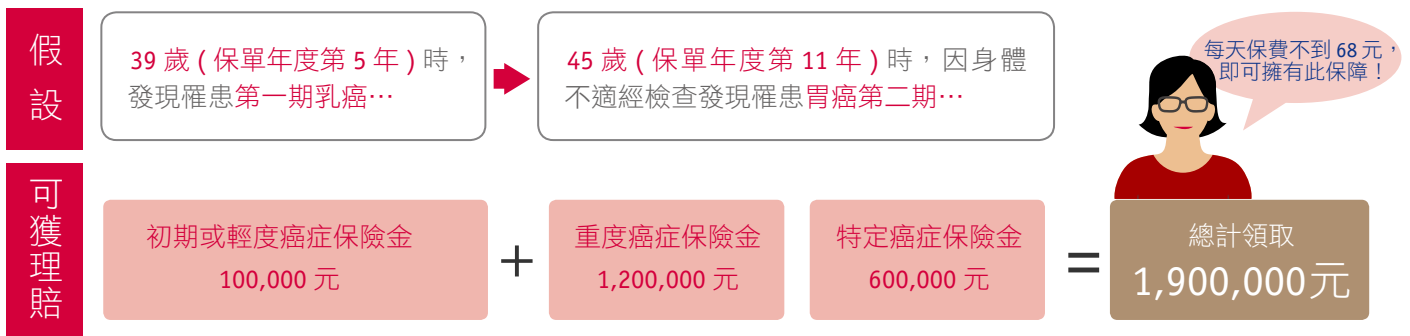 假設
39 歲 ( 保單年度第 5 年 ) 時，
發現罹患第一期乳癌…
45 歲 ( 保單年度第 11 年 ) 時，因身體
不適經檢查發現罹患胃癌第二期…
每天保費不到 68 元，
即可擁有此保障！
可獲理賠
初期或輕度癌症保險金
100,000 元
+
重度癌症保險金
1,200,000 元
特定癌症保險金
600,000 元
=
總計領取
1,900,000元